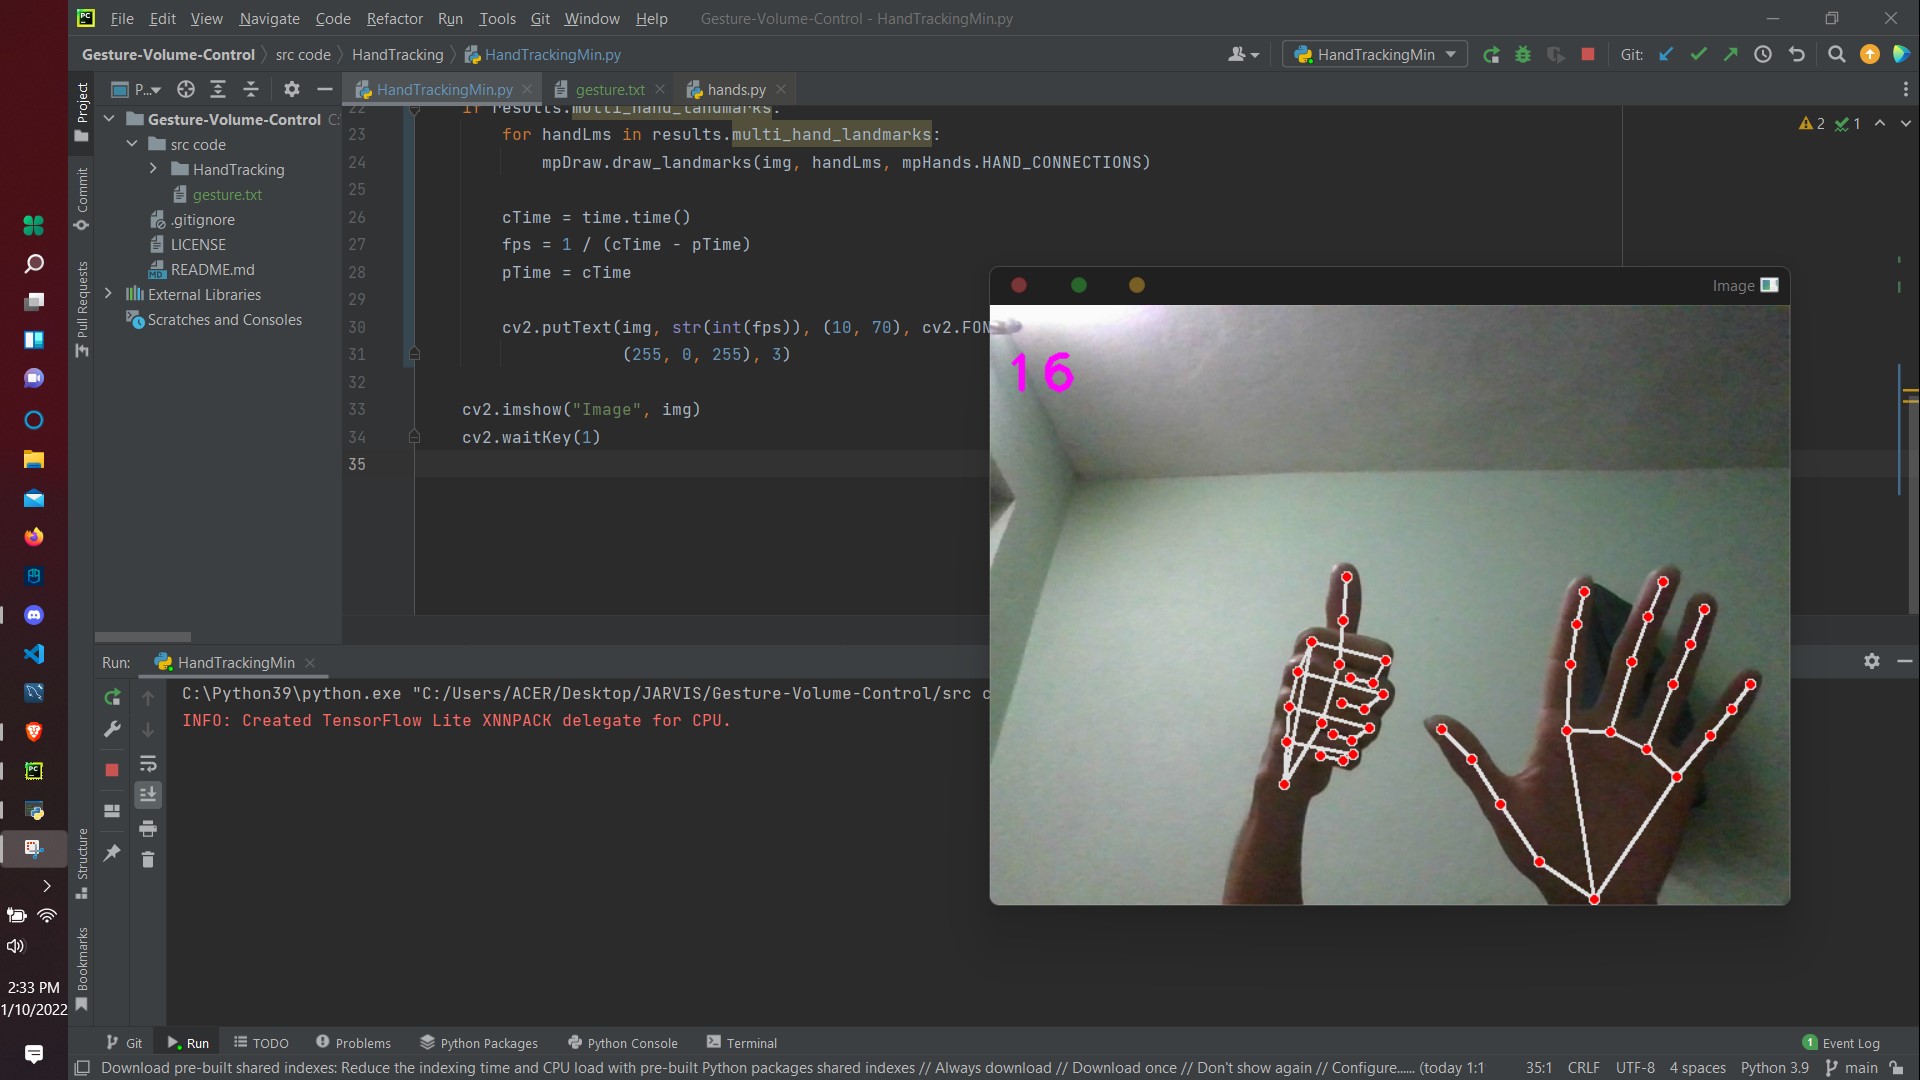 File Edit View Navigate Code Refactor Run Tools Git Window Help Gesture-Volume-Control - HandTrackingMin.py
Gesture-Volume-Control src code HandTracking HandTrackingMin.py HandTrackingMin Git:
Project P... HandTrackingMin.py gesture.txt hands.py
Gesture-Volume-Control C:
src code
HandTracking
gesture.txt
.gitignore
LICENSE
README.md
External Libraries
Scratches and Consoles
Commit
Pull Requests
22 if results.multi_hand_landmarks:
23 for handLms in results.multi_hand_landmarks:
24 mpDraw.draw_landmarks(img, handLms, mpHands.HAND_CONNECTIONS)
25
26 cTime = time.time()
27 fps = 1 / (cTime - pTime)
28 pTime = cTime
29
30 cv2.putText(img, str(int(fps)), (10, 70), cv2.FON
31 (255, 0, 255), 3)
32
33 cv2.imshow("Image", img)
34 cv2.waitKey(1)
35
2 1
Image
16
Run: HandTrackingMin
C:\Python39\python.exe "C:/Users/ACER/Desktop/JARVIS/Gesture-Volume-Control/src c
INFO: Created TensorFlow Lite XNNPACK delegate for CPU.
Structure
Bookmarks
2:33 PM
1/10/2022
Git Run TODO Problems Python Packages Python Console Terminal 1 Event Log
Download pre-built shared indexes: Reduce the indexing time and CPU load with pre-built Python packages shared indexes // Always download // Download once // Don't show again // Configure...... (today 1:1 35:1 CRLF UTF-8 4 spaces Python 3.9 main